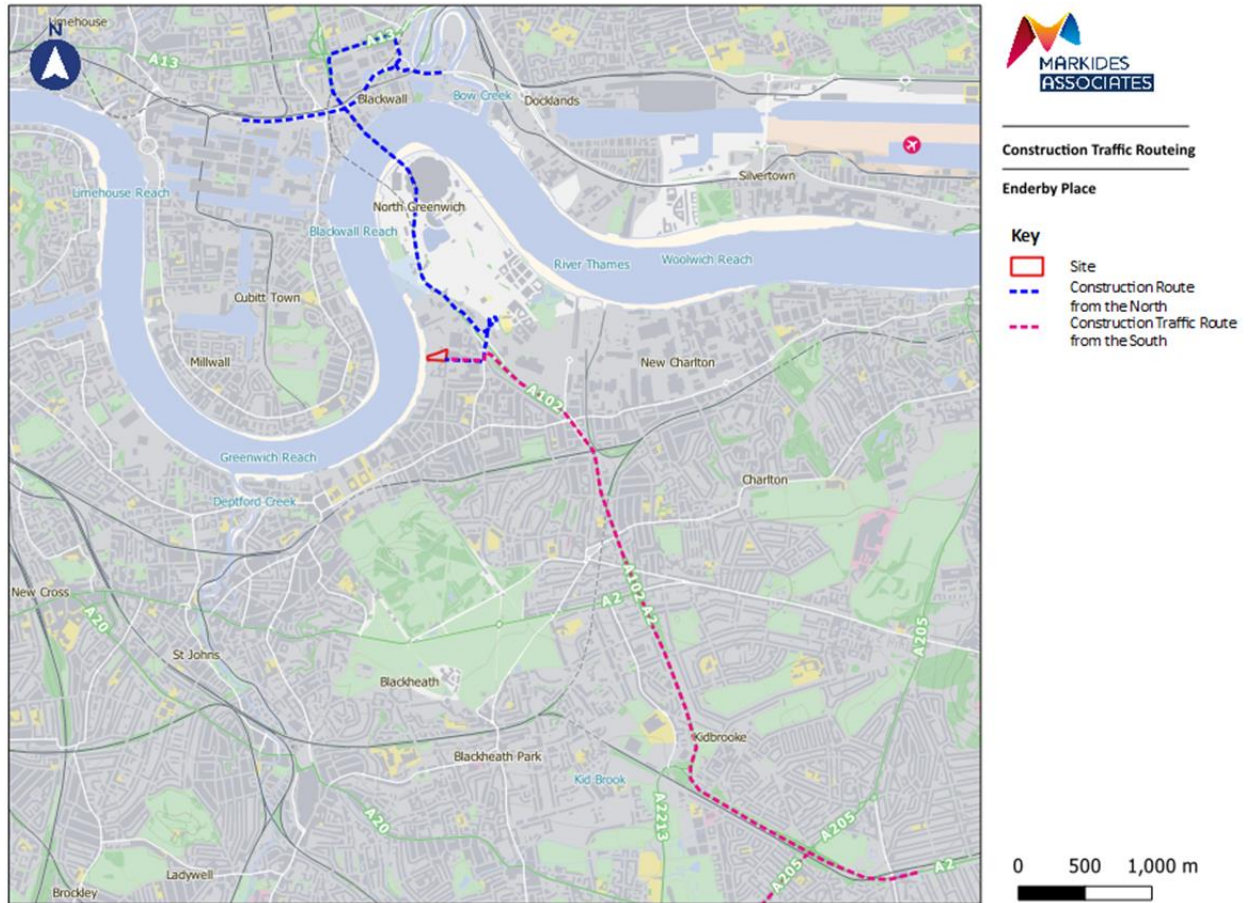 Limehouse
N
A13
A13
Blackwall
Bow Creek
Docklands
Limehouse Reach
Silvertown
North Greenwich
Blackwall Reach
River Thames
Woolwich Reach
Cubitt Town
Millwall
New Charlton
A102
Greenwich Reach
Deptford Creek
Charlton
New Cross
A20
A102 A2
A2
A205
St Johns
Blackheath
Kidbrooke
Blackheath Park
Kid Brook
A2213
A20
A205
A205
A2
Ladywell
Brockley
MARKIDES
ASSOCIATES
Construction Traffic Routeing
Enderby Place
Key
Site
Construction Route
from the North
Construction Traffic Route
from the South
0 500 1,000 m